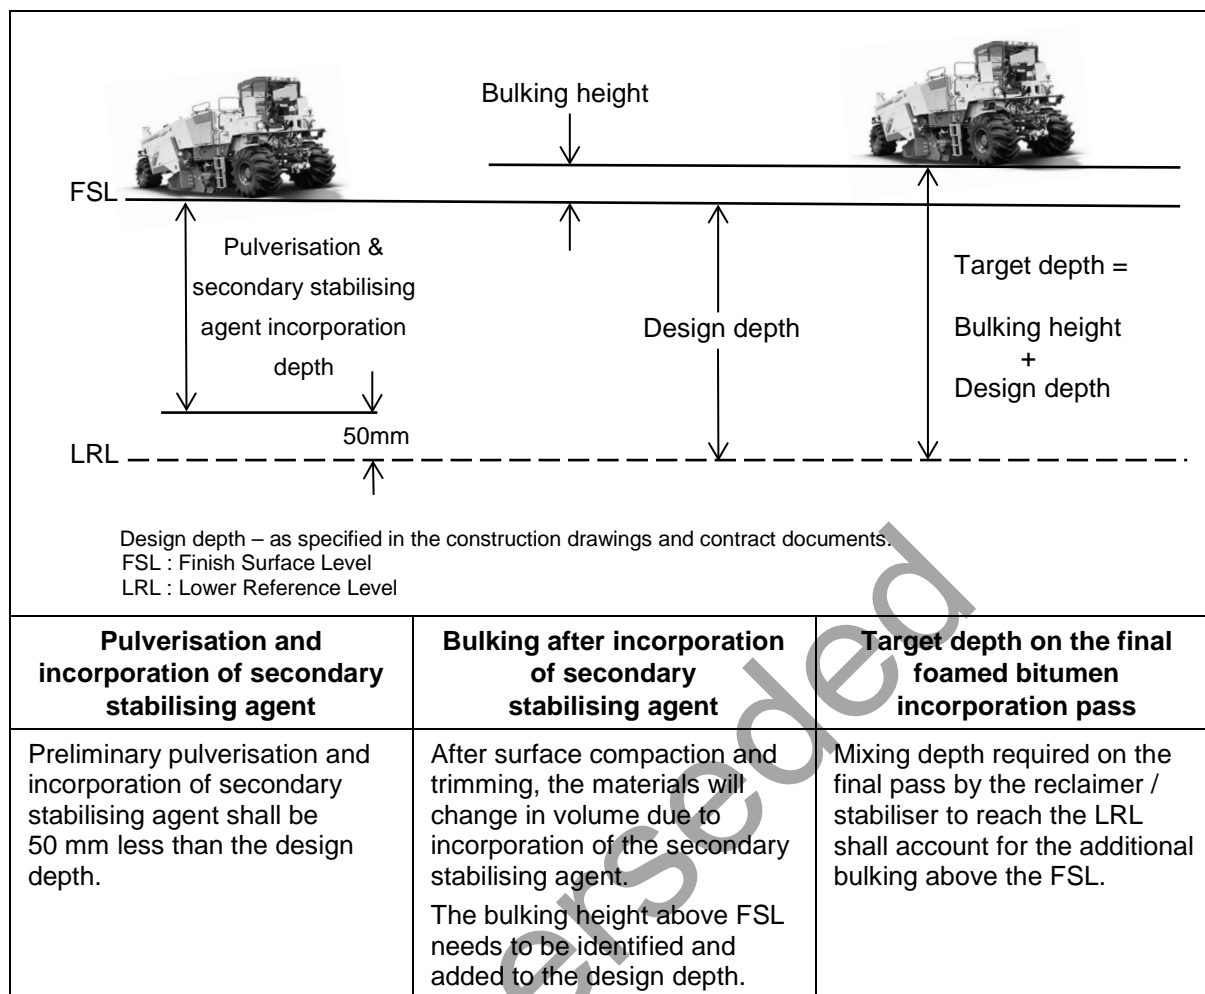 Bulking height
FSL
Pulverisation &
secondary stabilising
agent incorporation
depth
Design depth
Target depth =
Bulking height
+
Design depth
50mm
LRL
Design depth – as specified in the construction drawings and contract documents.
FSL : Finish Surface Level
LRL : Lower Reference Level
Pulverisation and
incorporation of secondary
stabilising agent
Bulking after incorporation
of secondary
stabilising agent
Target depth on the final
foamed bitumen
incorporation pass
Preliminary pulverisation and
incorporation of secondary
stabilising agent shall be
50 mm less than the design
depth.
After surface compaction and
trimming, the materials will
change in volume due to
incorporation of the secondary
stabilising agent.
The bulking height above FSL
needs to be identified and
added to the design depth.
Mixing depth required on the
final pass by the reclaimer /
stabiliser to reach the LRL
shall account for the additional
bulking above the FSL.
erseded